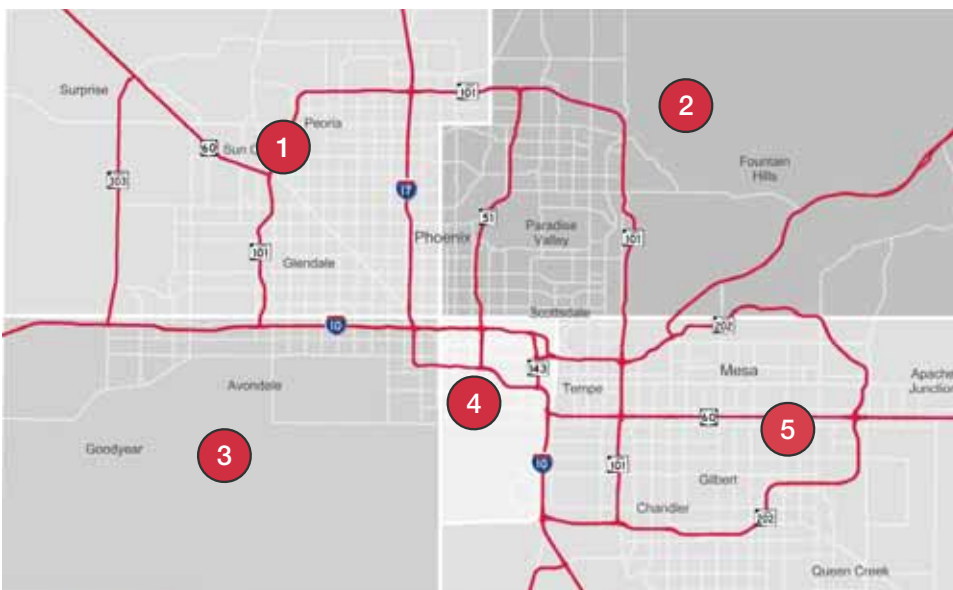 101
2
Surprise
Peoria
60
Sun
1
Fountain
Hills
303
17
51
Paradise
Valley
Phoenix
101
101
Glendale
Scottsdale
10
202
143
Mesa
Apache
Junction
Avondale
Tempe
4
60
5
Goodyear
3
10
101
Gilbert
Chandler
202
Queen Creek